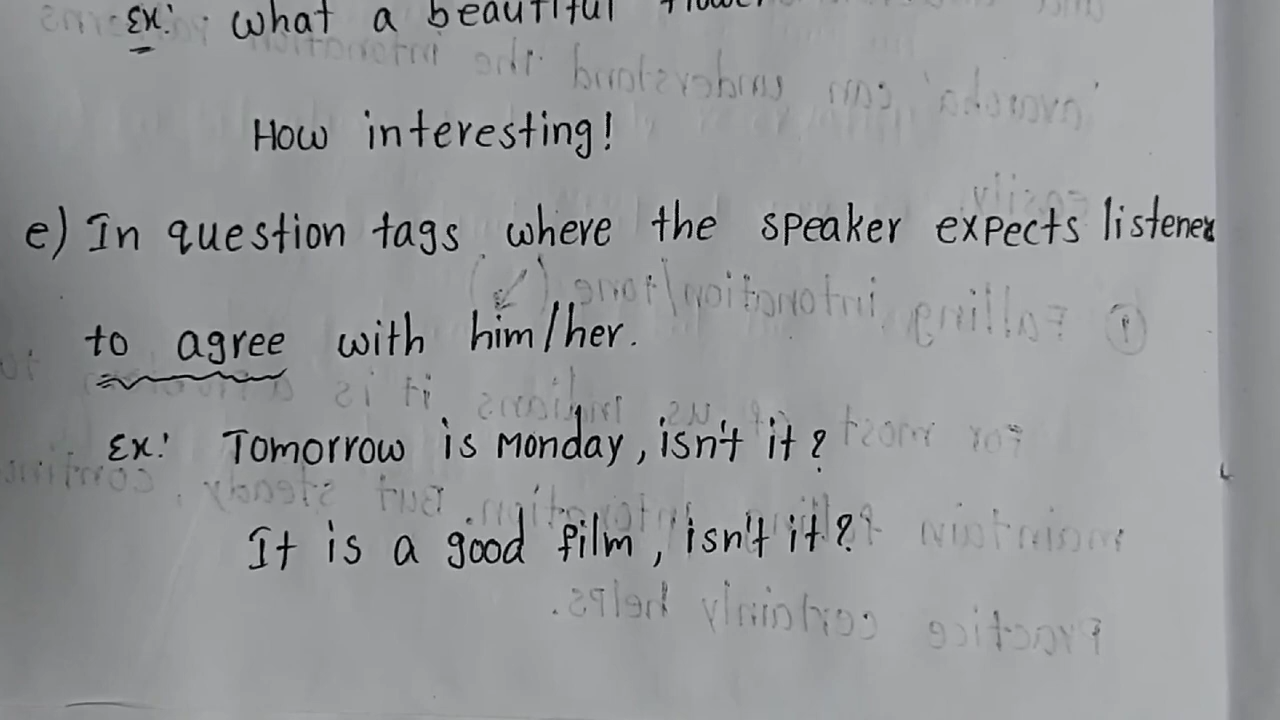 Ex: What a beautiful flower
How interesting!
e) In question tags where the speaker expects listener
to agree with him/her.
Ex: Tomorrow is Monday, isn't it?
It is a good film, isn't it?